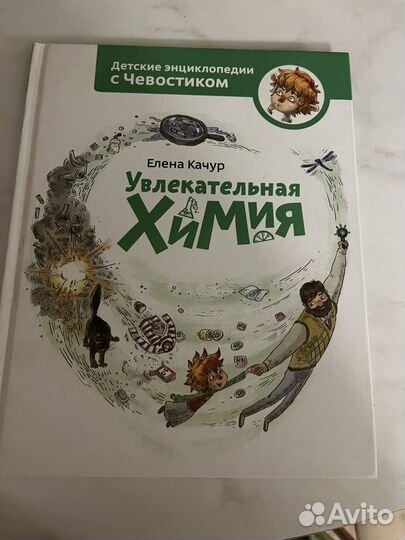 Детские энциклопедии
с Чевостиком
Елена Качур
Увлекательная
ХиМия
Avito